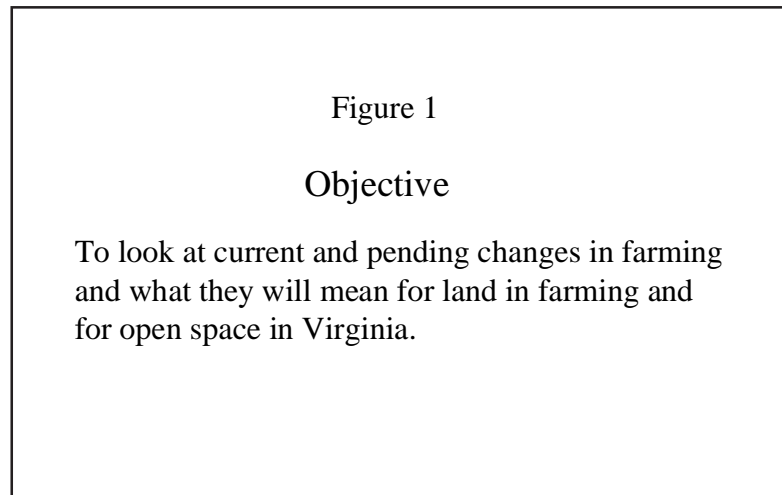 Figure 1
Objective
To look at current and pending changes in farming
and what they will mean for land in farming and
for open space in Virginia.